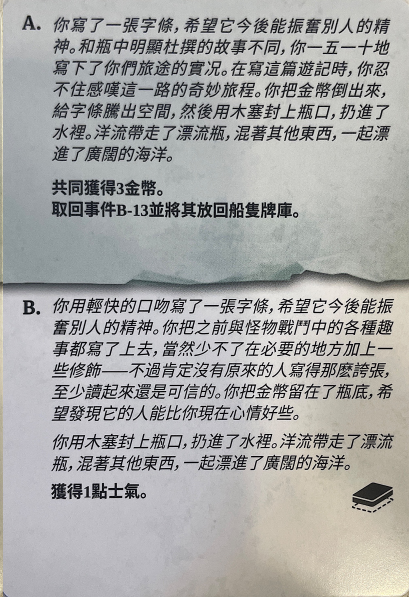 A. 你寫了一張字條，希望它今後能振奮別人的精
神。和瓶中明顯杜撰的故事不同，你一五一十地
寫下了你們旅途的實況。在寫這篇遊記時，你忍
不住感嘆這一路的奇妙旅程。你把金幣倒出來，
給字條騰出空間，然後用木塞封上瓶口，扔進了
水裡。洋流帶走了漂流瓶，混著其他東西，一起漂
進了廣闊的海洋。
共同獲得3金幣。
取回事件B-13並將其放回船隻牌庫。
B. 你用輕快的口吻寫了一張字條，希望它今後能振
奮別人的精神。你把之前與怪物戰鬥中的各種趣
事都寫了上去，當然少不了在必要的地方加上一
些修飾——不過肯定沒有原來的人寫得那麼誇張，
至少讀起來還是可信的。你把金幣留在了瓶底，希
望發現它的人能比你現在心情好些。
你用木塞封上瓶口，扔進了水裡。洋流帶走了漂流
瓶，混著其他東西，一起漂進了廣闊的海洋。
獲得1點士氣。